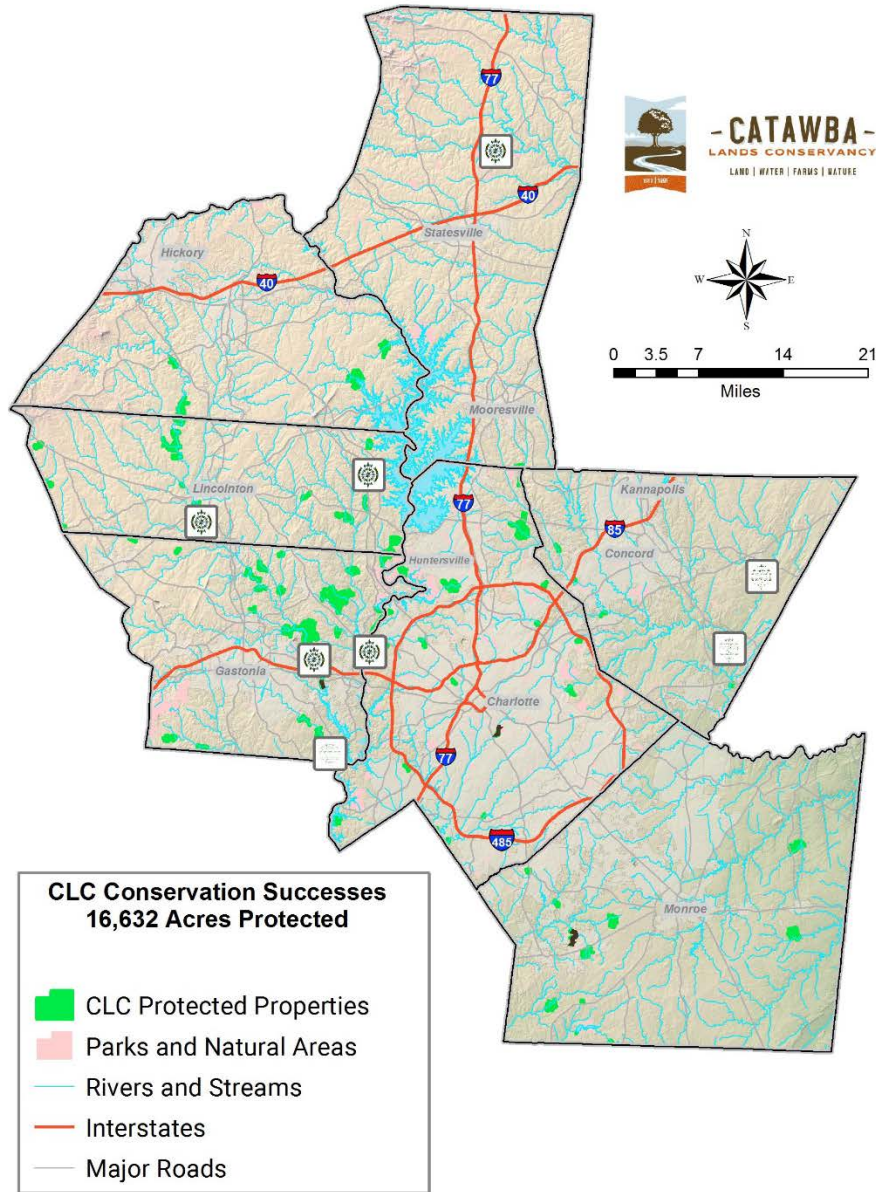 77
- CATAWBA -
LANDS CONSERVANCY
LAND | WATER | FARMS | NATURE
40
Statesville
Hickory
40
N
W
E
S
0 3.5 7 14 21
Miles
Mooresville
Lincolnton
77
Kannapolis
85
Concord
Huntersville
Gastonia
Charlotte
77
485
Monroe
CLC Conservation Successes
16,632 Acres Protected
CLC Protected Properties
Parks and Natural Areas
Rivers and Streams
Interstates
Major Roads